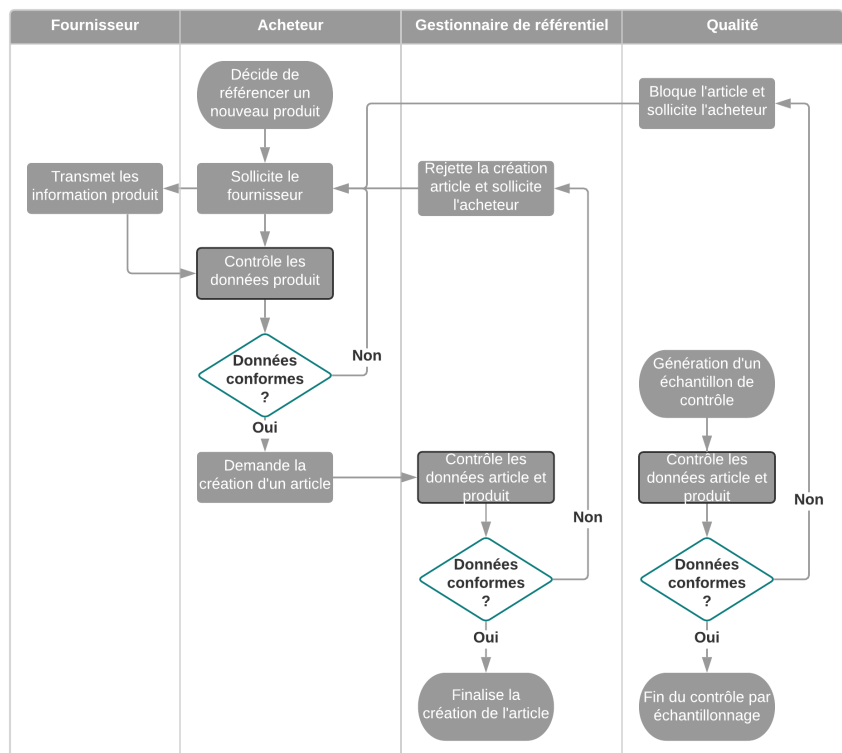 Fournisseur
Acheteur
Gestionnaire de référentiel
Qualité
Décide de
référencer un
nouveau produit
Bloque l'article et
sollicite l'acheteur
Transmet les
information produit
Sollicite le
fournisseur
Rejette la création
article et sollicite
l'acheteur
Contrôle les
données produit
Données
conformes
?
Non
Oui
Génération d'un
échantillon de
contrôle
Demande la
création d'un article
Contrôle les
données article et
produit
Contrôle les
données article et
produit
Non
Non
Données
conformes
?
Données
conformes
?
Oui
Oui
Finalise la
création de l'article
Fin du contrôle par
échantillonnage